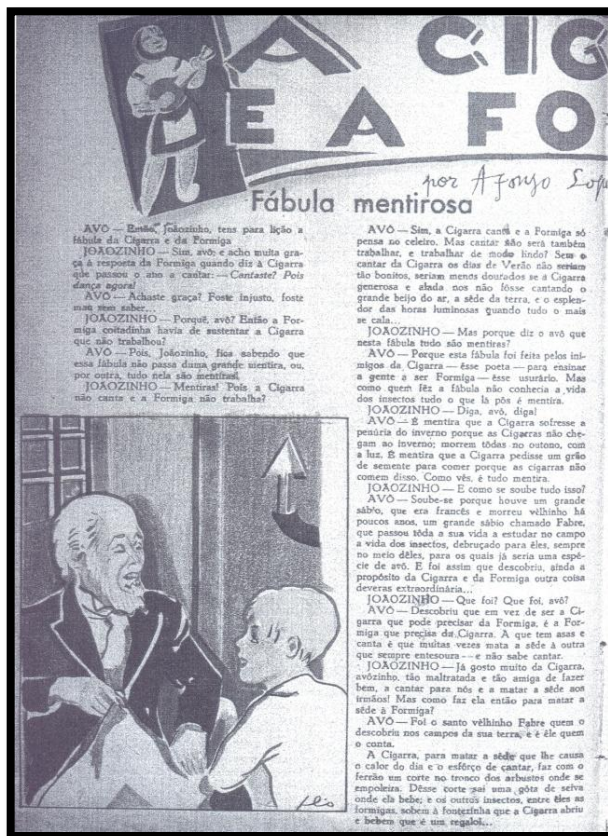 A CIG
E A FO
por Afonso Lop
Fábula mentirosa
AVÔ — Então, Joãozinho, tens para lição a
fábula da Cigarra e da Formiga
JOÃOZINHO — Sim, avô; e acho muita gra-
ça à resposta da Formiga quando diz à Cigarra
que passou o ano a cantar: — Cantaste? Pois
dança agora!
AVÔ — Achaste graça? Foste injusto, foste
mau sem saber...
JOÃOZINHO — Porquê, avô? Então a For-
miga coitadinha havia de sustentar a Cigarra
que não trabalhou?
AVÔ — Pois, Joãozinho, fica sabendo que
essa fábula não passa duma grande mentira, ou,
por outra, tudo nela são mentiras!
JOÃOZINHO — Mentiras! Pois a Cigarra
não canta e a Formiga não trabalha?
AVÔ — Sim, a Cigarra canta e a Formiga só
pensa no celeiro. Mas cantar não será também
trabalhar, e trabalhar de modo lindo? Sem o
cantar da Cigarra os dias de Verão não seriam
tão bonitos, seriam menos dourados se a Cigarra
generosa e alada nos não fôsse cantando o
grande beijo do ar, a sêde da terra, e o esplen-
dor das horas luminosas quando tudo o mais
se cala...
JOÃOZINHO — Mas porque diz o avô que
nesta fábula tudo são mentiras?
AVÔ — Porque esta fábula foi feita pelos ini-
migos da Cigarra — êsse poeta — para ensinar
a gente a ser Formiga — êsse usurário. Mas
como quem fêz a fábula não conhecia a vida
dos insectos tudo o que lá pôs é mentira.
JOÃOZINHO — Diga, avô, diga!
AVÔ — É mentira que a Cigarra sofresse a
penúria do inverno porque as Cigarras não che-
gam ao inverno; morrem tôdas no outono, com
a luz. É mentira que a Cigarra pedisse um grão
de semente para comer porque as cigarras não
comem disso. Como vês, é tudo mentira.
JOÃOZINHO — E como se soube tudo isso?
AVÔ — Soube-se porque houve um grande
sábio, que era francês e morreu velhinho há
poucos anos, um grande sábio chamado Fabre,
que passou tôda a sua vida a estudar no campo
a vida dos insectos, debruçado para êles, sempre
no meio dêles, para os quais já seria uma espé-
cie de avô. E foi assim que descobriu, ainda a
propósito da Cigarra e da Formiga outra coisa
deveras extraordinária...
JOÃOZINHO — Que foi? Que foi, avô?
AVÔ — Descobriu que em vez de ser a Ci-
garra que pode precisar da Formiga, é a For-
miga que precisa da Cigarra. A que tem asas e
canta é que muitas vezes mata a sêde à outra
que sempre entesoura — e não sabe cantar.
JOÃOZINHO — Já gosto muito da Cigarra,
avôzinho, tão maltratada e tão amiga de fazer
bem, a cantar para nós e a matar a sêde aos
irmãos! Mas como faz ela então para matar a
sêde à Formiga?
AVÔ — Foi o santo vèlhinho Fabre quem o
descobriu nos campos da sua terra, e é êle quem
o conta.
A Cigarra, para matar a sêde que lhe causa
o calor do dia e o esfôrço de cantar, faz com o
ferrão um corte no tronco dos arbustos onde se
empoleira. Dêsse corte sai uma gôta de seiva
onde ela bebe; e os outros insectos, entre êles as
formigas, sobem à fontezinha que a Cigarra abriu
e bebem que é um regalo!...